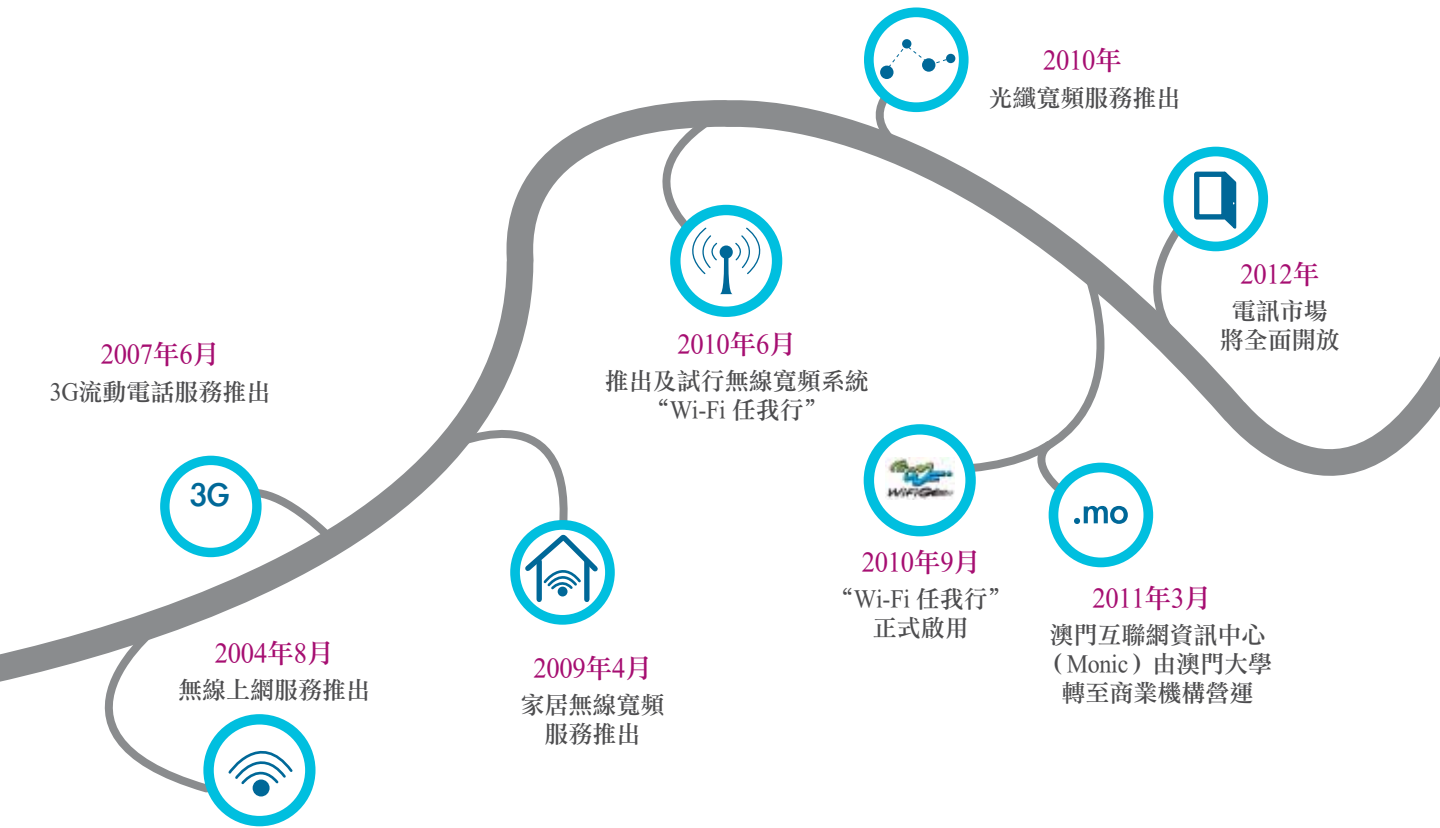 2004年8月
無線上網服務推出
2007年6月
3G流動電話服務推出
3G
2009年4月
家居無線寬頻
服務推出
2010年6月
推出及試行無線寬頻系統
“Wi-Fi 任我行”
2010年
光纖寬頻服務推出
2010年9月
“Wi-Fi 任我行”
正式啟用
.mo
2011年3月
澳門互聯網資訊中心
(Monic)由澳門大學
轉至商業機構營運
2012年
電訊市場
將全面開放